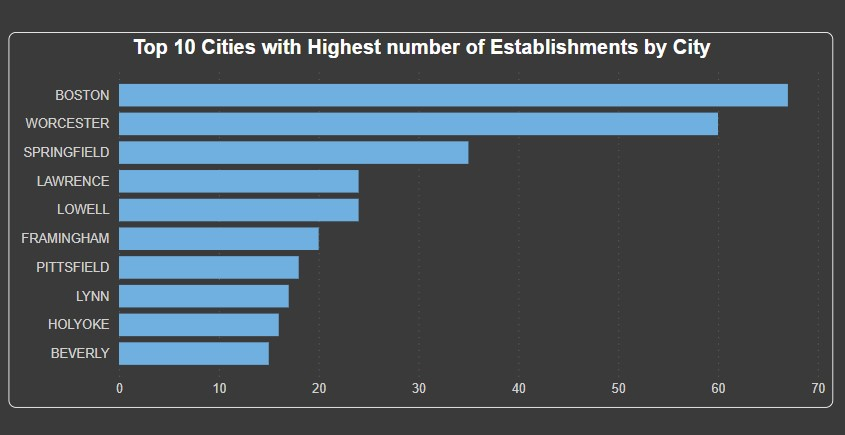 Top 10 Cities with Highest number of Establishments by City
BOSTON
WORCESTER
SPRINGFIELD
LAWRENCE
LOWELL
FRAMINGHAM
PITTSFIELD
LYNN
HOLYOKE
BEVERLY
0 10 20 30 40 50 60 70